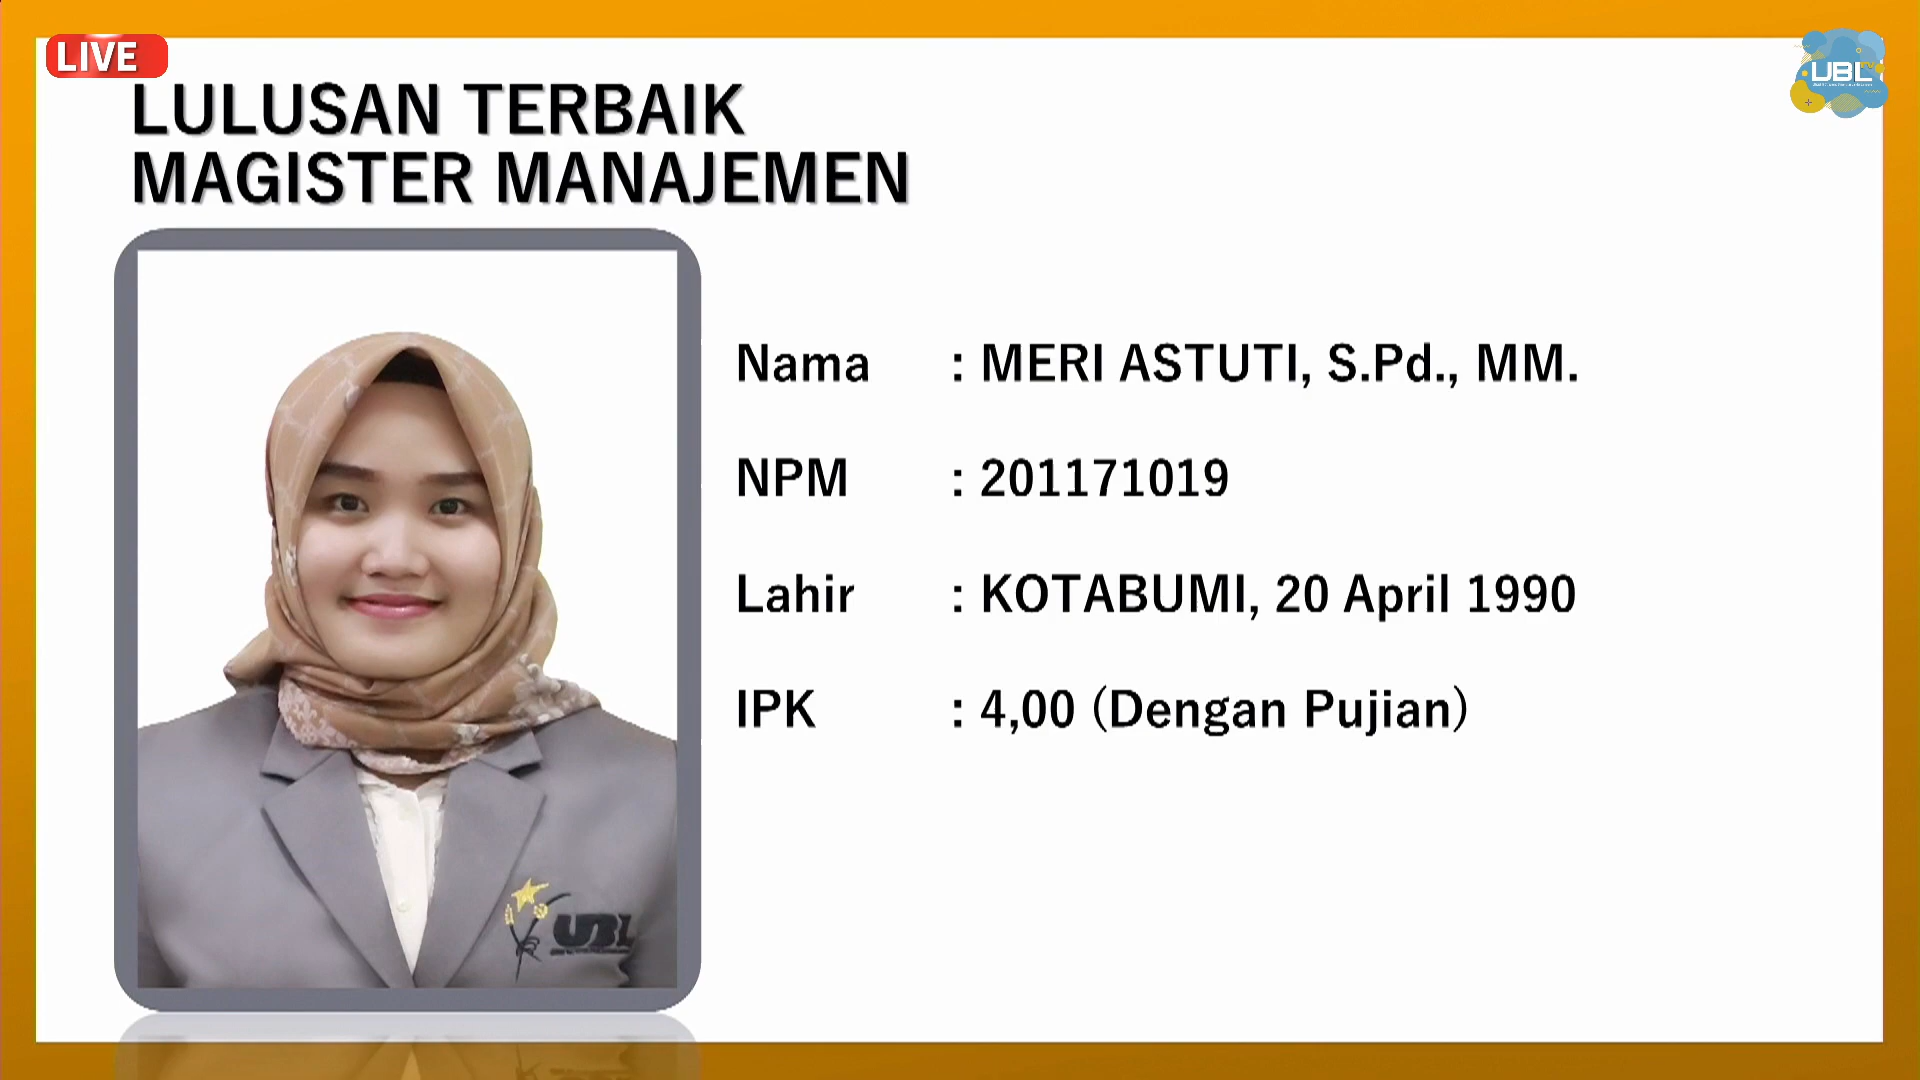 LIVE
UBL
LULUSAN TERBAIK
MAGISTER MANAJEMEN
Nama : MERI ASTUTI, S.Pd., MM.
NPM : 201171019
Lahir : KOTABUMI, 20 April 1990
IPK : 4,00 (Dengan Pujian)
UBL